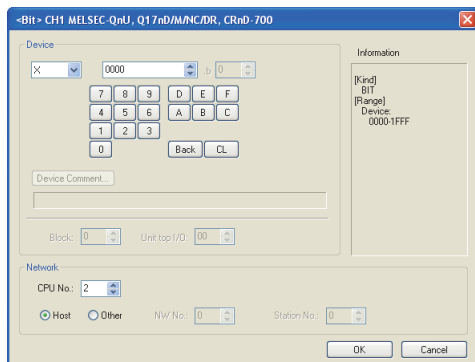 <Bit> CH1 MELSEC-QnU, Q17nD/M/NC/DR, CRnD-700
Device
Information
X 0000 .b 0
[Kind]
BIT
[Range]
Device:
0000-1FFF
7 8 9 D E F
4 5 6 A B C
1 2 3
0 Back CL
Device Comment...
Block: 0 Unit top I/O: 00
Network
CPU No.: 2
Host Other NW No.: 0 Station No.: 0
OK Cancel